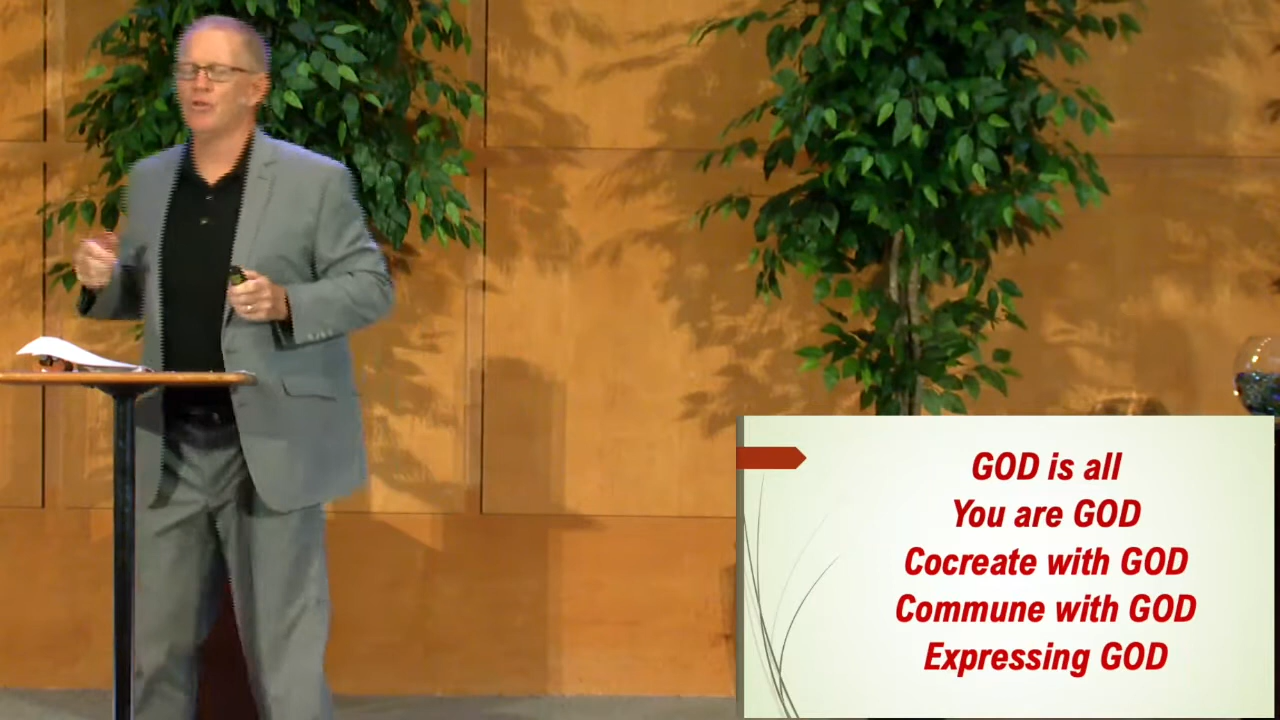 GOD is all
You are GOD
Cocreate with GOD
Commune with GOD
Expressing GOD